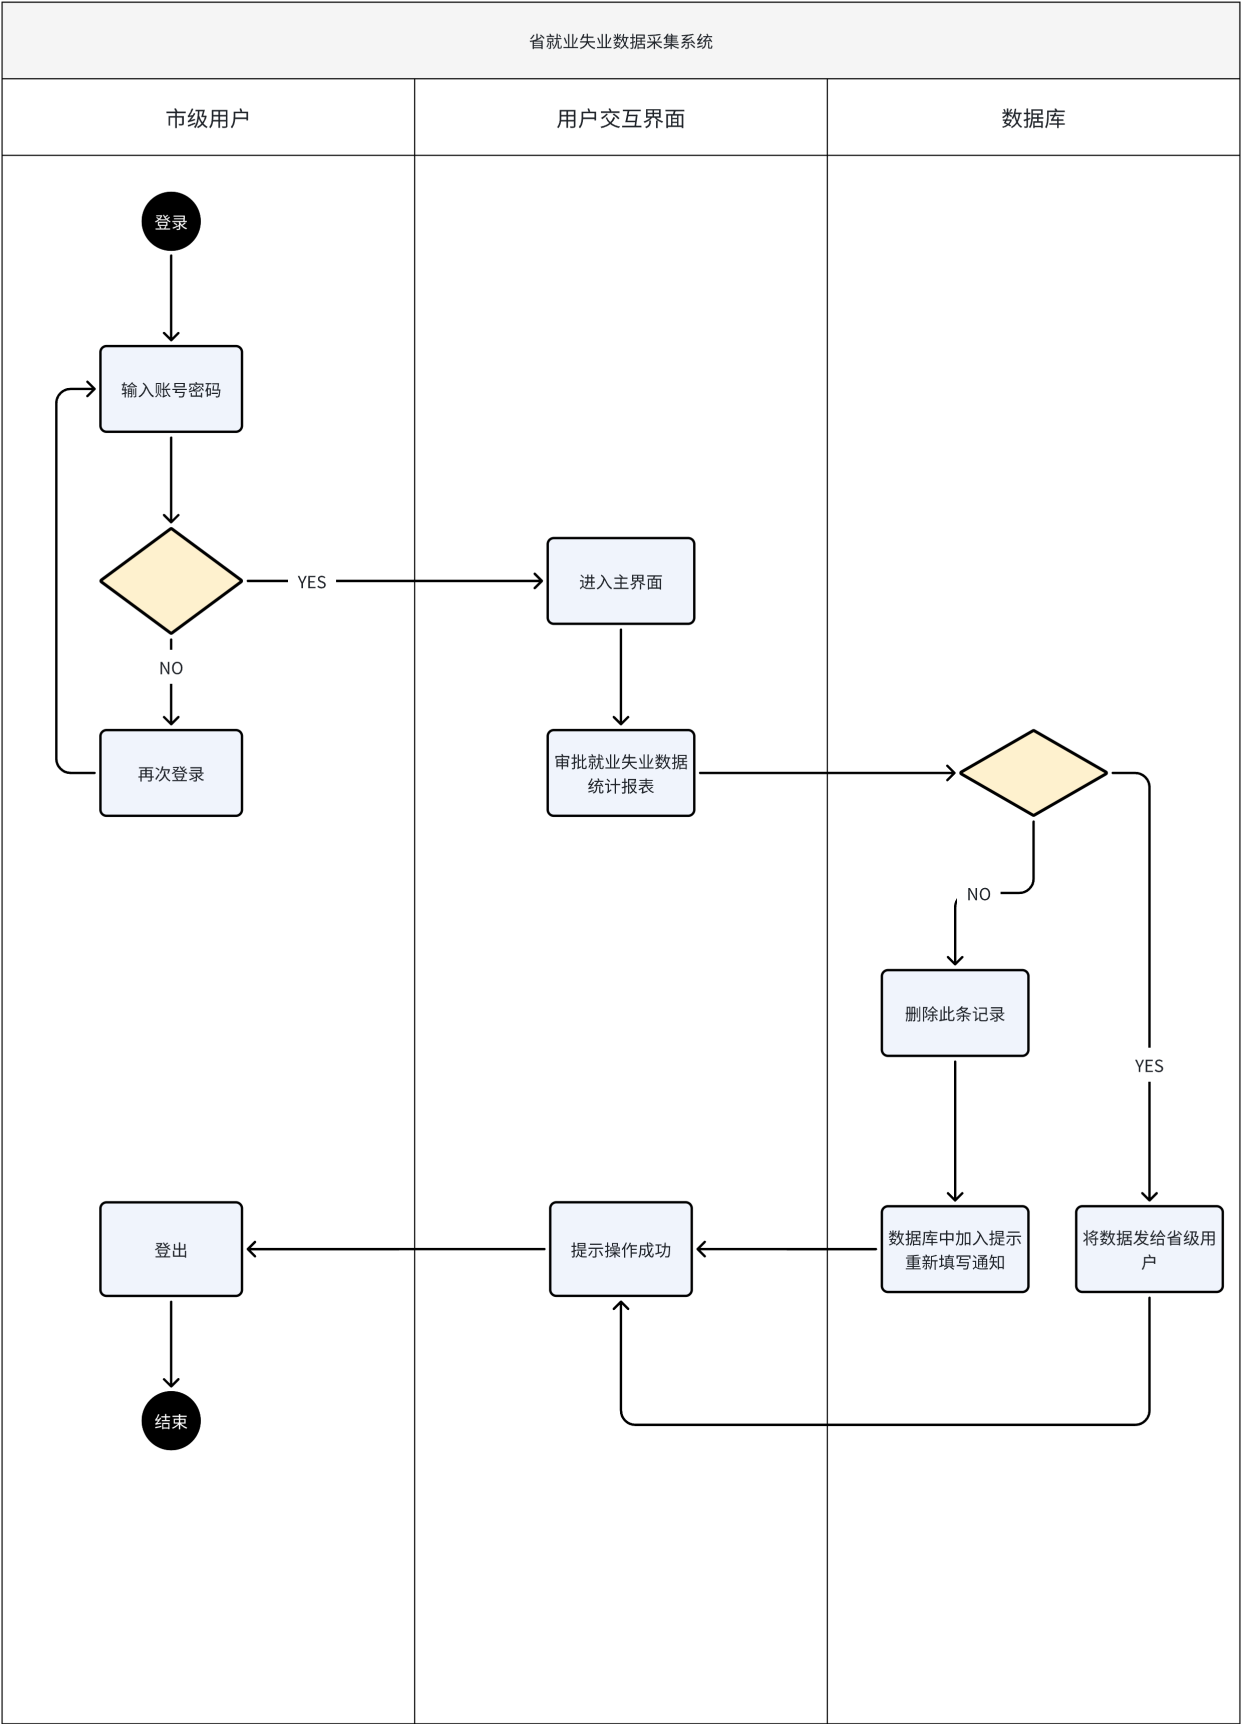 省就业失业数据采集系统
市级用户
用户交互界面
数据库
登录
输入账号密码
YES
进入主界面
NO
再次登录
审批就业失业数据
统计报表
NO
删除此条记录
YES
登出
提示操作成功
数据库中加入提示
重新填写通知
将数据发给省级用
户
结束